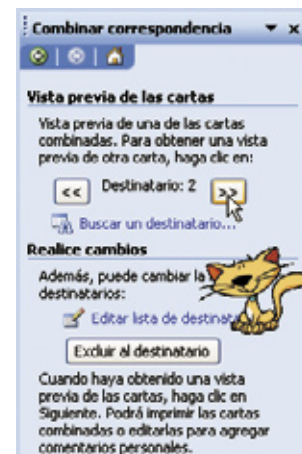 Combinar correspondencia
Vista previa de las cartas
Vista previa de una de las cartas
combinadas. Para obtener una vista
previa de otra carta, haga clic en:
<< Destinatario: 2 >>
Buscar un destinatario...
Realice cambios
Además, puede cambiar la
destinatarios:
Editar lista de
Excluir al destinatario
Cuando haya obtenido una vista
previa de las cartas, haga clic en
Siguiente. Podrá imprimir las cartas
combinadas o editarlas para agregar
comentarios personales.